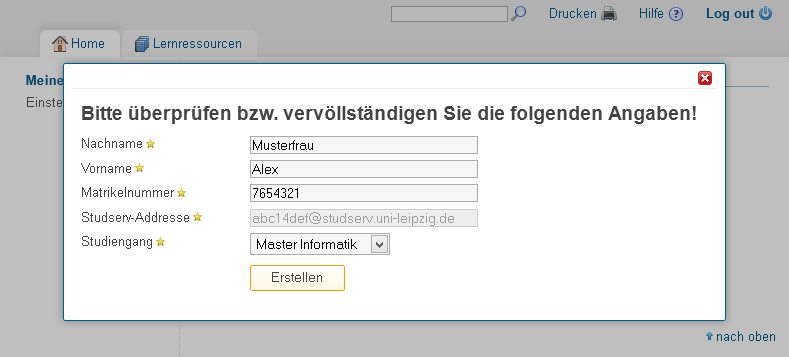 Drucken Hilfe Log out
Home Lernressourcen
Meine
Einste
Bitte überprüfen bzw. vervöllständigen Sie die folgenden Angaben!
Nachname Musterfrau
Vorname Alex
Matrikelnummer 7654321
Studserv-Addresse abc14def@studserv.uni-leipzig.de
Studiengang Master Informatik
Erstellen
nach oben